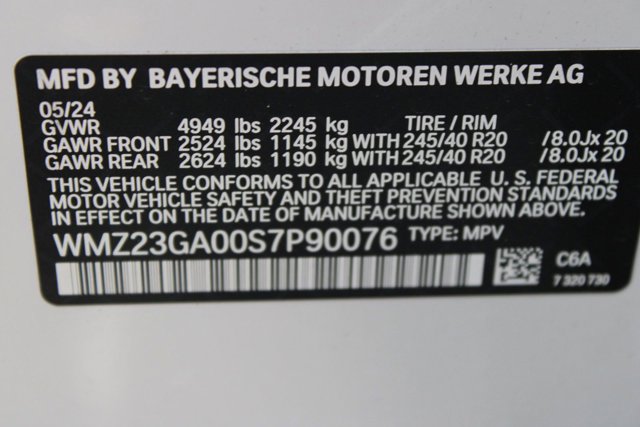 MFD BY BAYERISCHE MOTOREN WERKE AG
05/24
GVWR 4949 lbs 2245 kg TIRE / RIM
GAWR FRONT 2524 lbs 1145 kg WITH 245/40 R20 /8.0Jx 20
GAWR REAR 2624 lbs 1190 kg WITH 245/40 R20 /8.0Jx 20
THIS VEHICLE CONFORMS TO ALL APPLICABLE U. S. FEDERAL
MOTOR VEHICLE SAFETY AND THEFT PREVENTION STANDARDS
IN EFFECT ON THE DATE OF MANUFACTURE SHOWN ABOVE.
WMZ23GA00S7P90076 TYPE: MPV
C6A
7 320 730